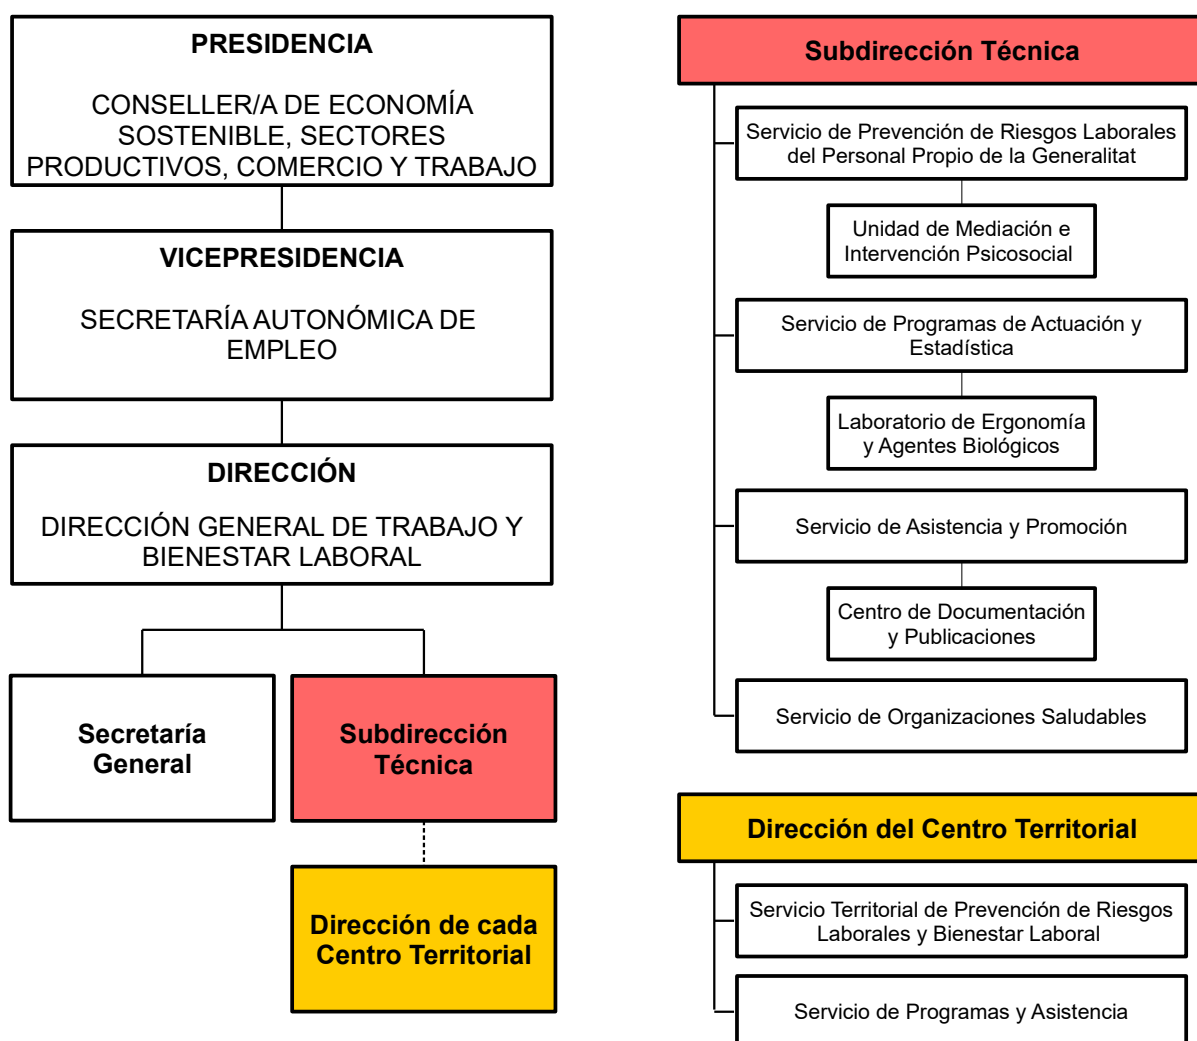 PRESIDENCIA
CONSELLER/A DE ECONOMÍA
SOSTENIBLE, SECTORES
PRODUCTIVOS, COMERCIO Y TRABAJO
VICEPRESIDENCIA
SECRETARÍA AUTONÓMICA DE
EMPLEO
DIRECCIÓN
DIRECCIÓN GENERAL DE TRABAJO Y
BIENESTAR LABORAL
Secretaría
General
Subdirección
Técnica
Dirección de cada
Centro Territorial
Subdirección Técnica
Servicio de Prevención de Riesgos Laborales
del Personal Propio de la Generalitat
Unidad de Mediación e
Intervención Psicosocial
Servicio de Programas de Actuación y
Estadística
Laboratorio de Ergonomía
y Agentes Biológicos
Servicio de Asistencia y Promoción
Centro de Documentación
y Publicaciones
Servicio de Organizaciones Saludables
Dirección del Centro Territorial
Servicio Territorial de Prevención de Riesgos
Laborales y Bienestar Laboral
Servicio de Programas y Asistencia